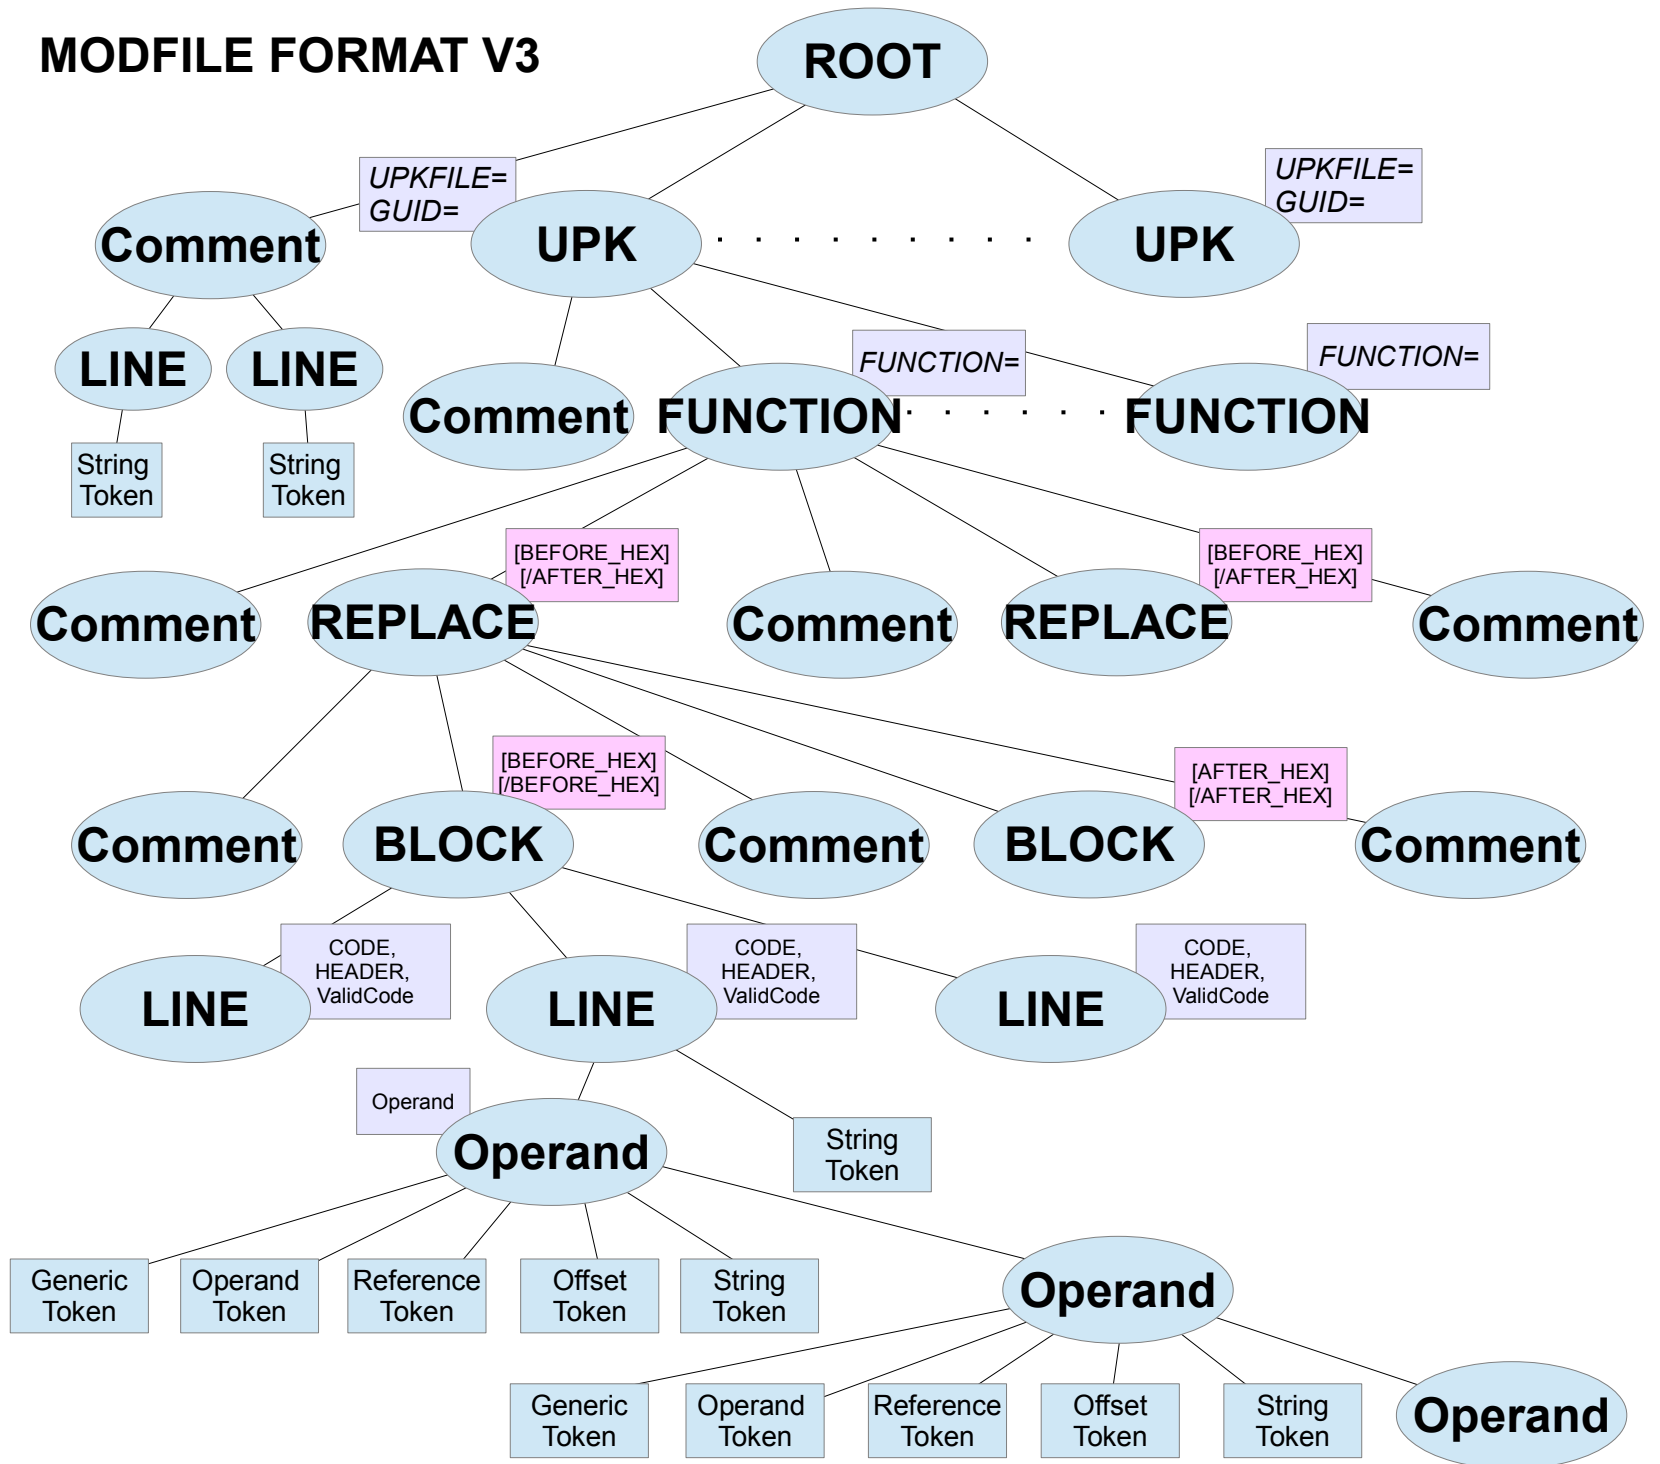 MODFILE FORMAT V3
ROOT
UPKFILE=
GUID=
UPKFILE=
GUID=
Comment
UPK
. . . . . . . . .
UPK
LINE
LINE
FUNCTION=
FUNCTION=
Comment
FUNCTION
. . . . . .
FUNCTION
String
Token
String
Token
[BEFORE_HEX]
[/AFTER_HEX]
[BEFORE_HEX]
[/AFTER_HEX]
Comment
REPLACE
Comment
REPLACE
Comment
[BEFORE_HEX]
[/BEFORE_HEX]
[AFTER_HEX]
[/AFTER_HEX]
Comment
BLOCK
Comment
BLOCK
Comment
CODE,
HEADER,
ValidCode
CODE,
HEADER,
ValidCode
CODE,
HEADER,
ValidCode
LINE
LINE
LINE
Operand
Operand
String
Token
Generic
Token
Operand
Token
Reference
Token
Offset
Token
String
Token
Operand
Generic
Token
Operand
Token
Reference
Token
Offset
Token
String
Token
Operand